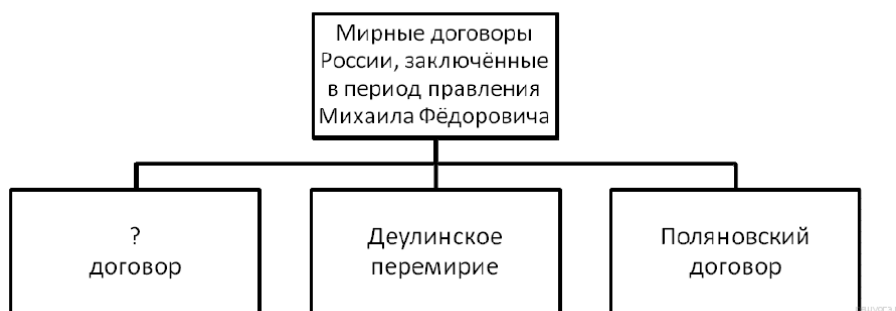 Мирные договоры
России, заключённые
в период правления
Михаила Фёдоровича
?
договор
Деулинское
перемирие
Поляновский
договор